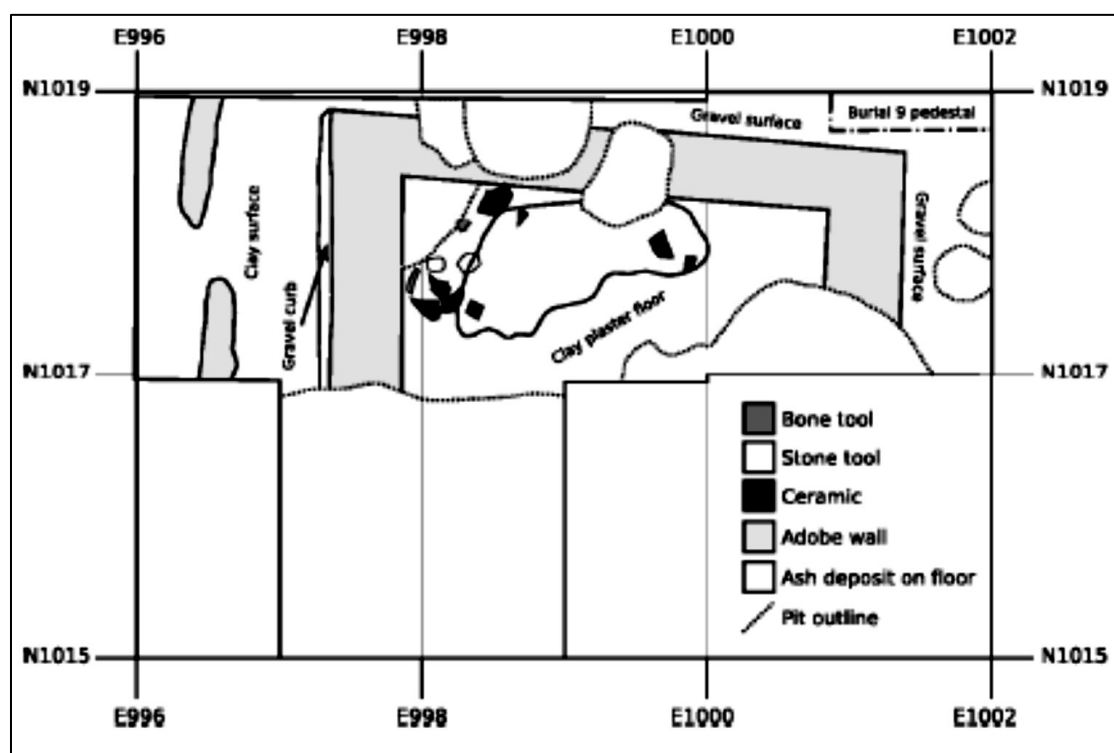 E996 E998 E1000 E1002
N1019 N1019
Gravel surface
Burial 9 pedestal
Clay surface
Gravel curb
Gravel surface
Clay plaster floor
N1017 N1017
Bone tool
Stone tool
Ceramic
Adobe wall
Ash deposit on floor
Pit outline
N1015 N1015
E996 E998 E1000 E1002